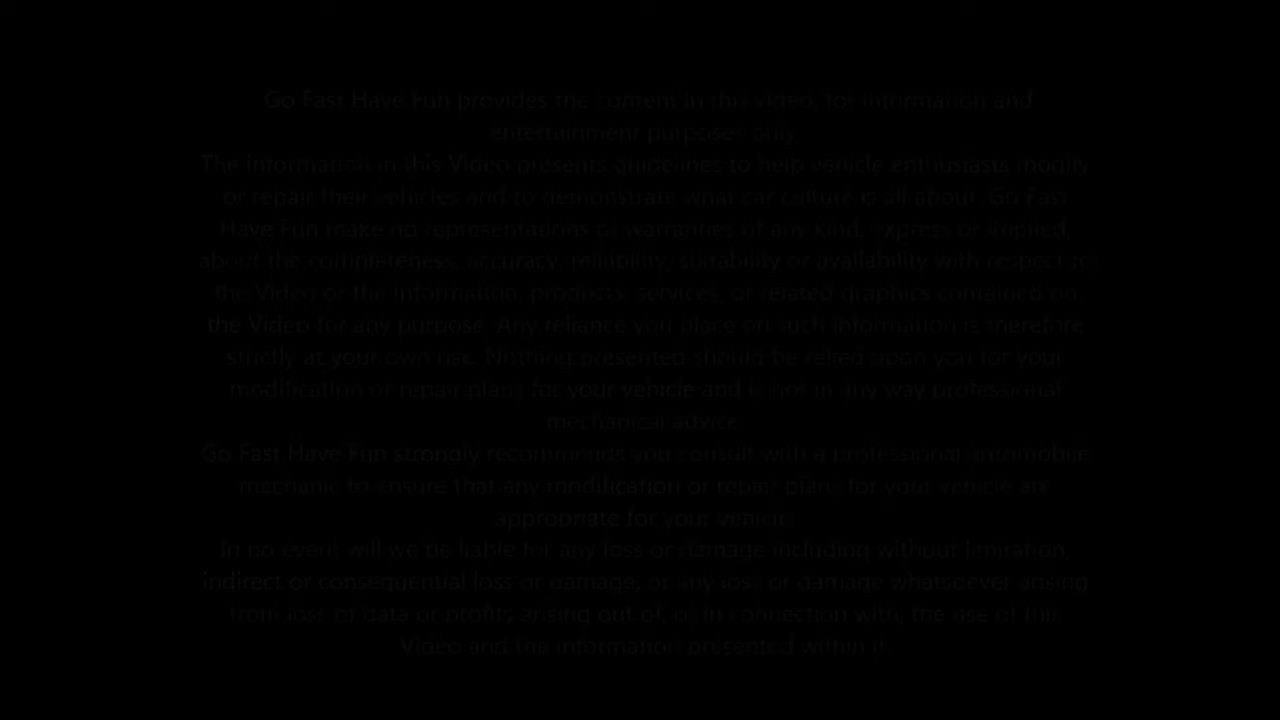 Go Fast Have Fun provides the content in this video, for information and
entertainment purposes only.
The information in this Video presents guidelines to help vehicle enthusiasts modify
or repair their vehicles and to demonstrate what car culture is all about. Go Fast
Have Fun make no representations or warranties of any kind, express or implied,
about the completeness, accuracy, reliability, suitability or availability with respect to
the Video or the information, products, services, or related graphics contained on
the Video for any purpose. Any reliance you place on such information is therefore
strictly at your own risk. Nothing presented should be relied upon you for your
modification or repair plans for your vehicle and is not in any way professional
mechanical advice.
Go Fast Have Fun strongly recommends you consult with a professional automobile
mechanic to ensure that any modification or repair plans for your vehicle are
appropriate for your vehicle.
In no event will we be liable for any loss or damage including without limitation,
indirect or consequential loss or damage, or any loss or damage whatsoever arising
from loss of data or profits arising out of, or in connection with, the use of this
Video and the information presented within it.